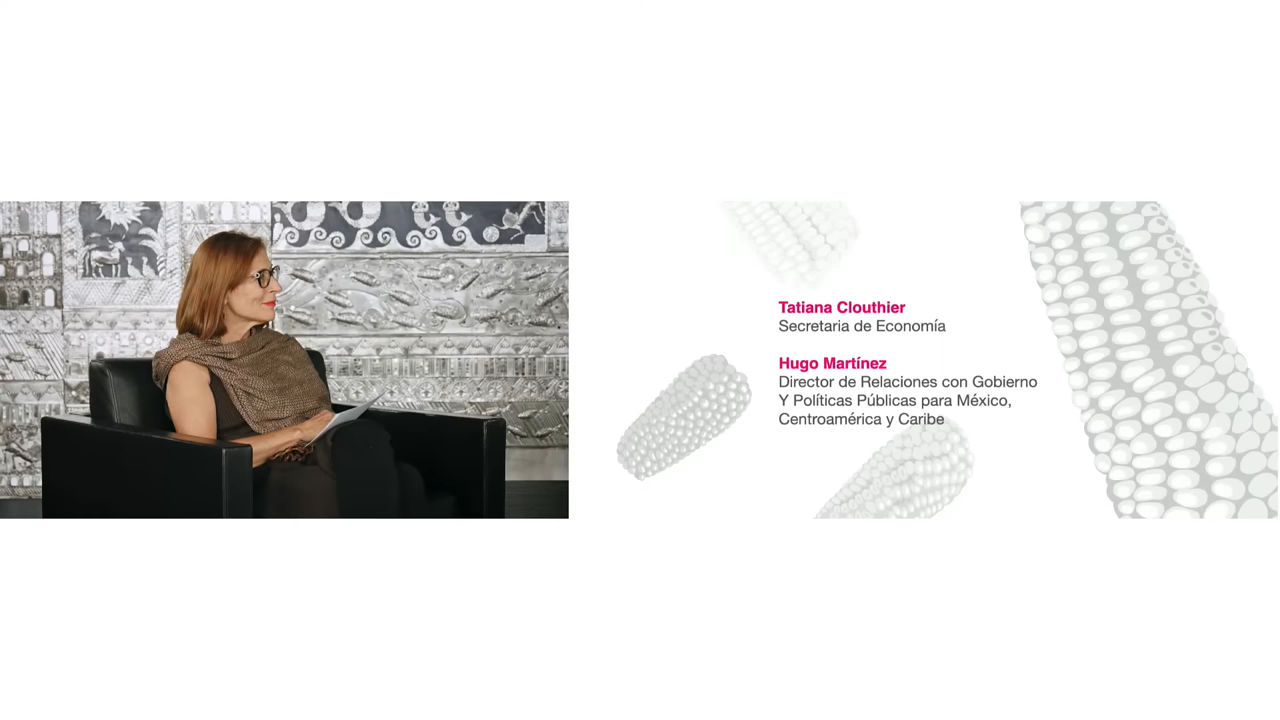 Tatiana Clouthier
Secretaria de Economía
Hugo Martínez
Director de Relaciones con Gobierno
Y Políticas Públicas para México,
Centroamérica y Caribe